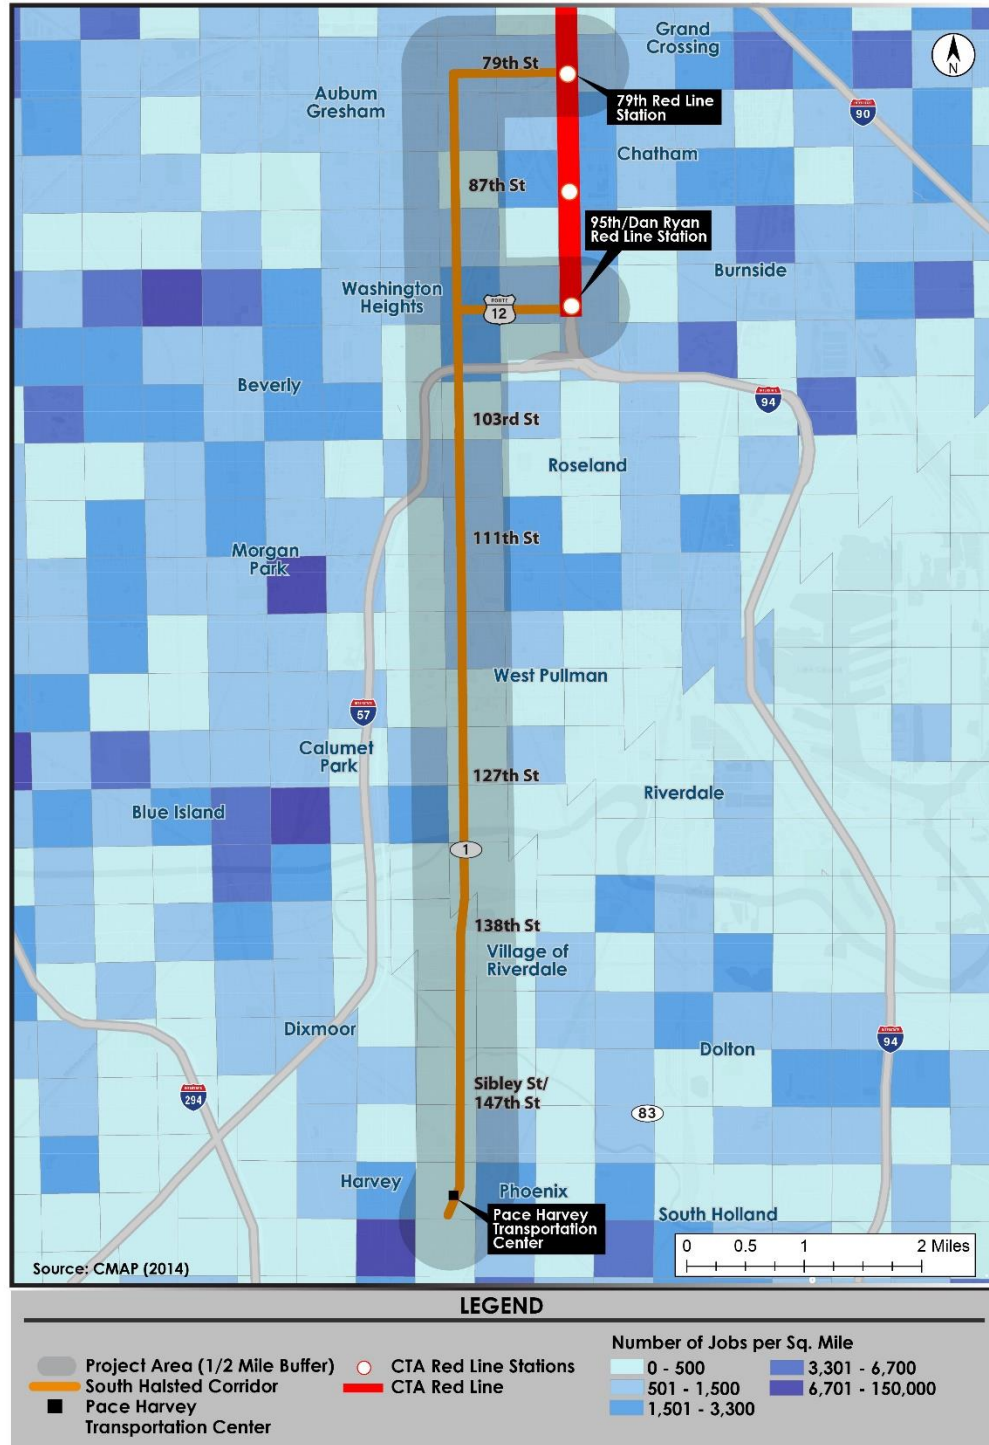 Grand
Crossing
N
79th St
Aubum
Gresham
79th Red Line
Station
90
Chatham
87th St
95th/Dan Ryan
Red Line Station
Burnside
Washington
Heights
ROUTE
12
Beverly
94
103rd St
Roseland
111th St
Morgan
Park
West Pullman
57
Calumet
Park
127th St
Riverdale
Blue Island
1
138th St
Village of
Riverdale
Dixmoor
94
Dolton
Sibley St/
147th St
294
83
Harvey
Phoenix
Pace Harvey
Transportation
Center
South Holland
0 0.5 1 2 Miles
Source: CMAP (2014)
LEGEND
Project Area (1/2 Mile Buffer)
South Halsted Corridor
Pace Harvey
Transportation Center
CTA Red Line Stations
CTA Red Line
Number of Jobs per Sq. Mile
0 - 500
501 - 1,500
1,501 - 3,300
3,301 - 6,700
6,701 - 150,000